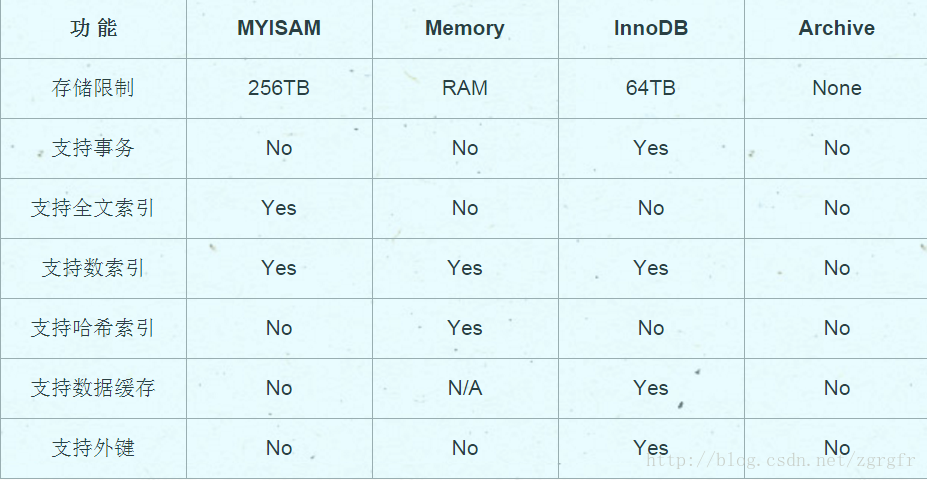 功 能 MYISAM Memory InnoDB Archive
存储限制 256TB RAM 64TB None
支持事务 No No Yes No
支持全文索引 Yes No No No
支持数索引 Yes Yes Yes No
支持哈希索引 No Yes No No
支持数据缓存 No N/A Yes No
支持外键 No No Yes No
http://blog.csdn.net/zgrgfr